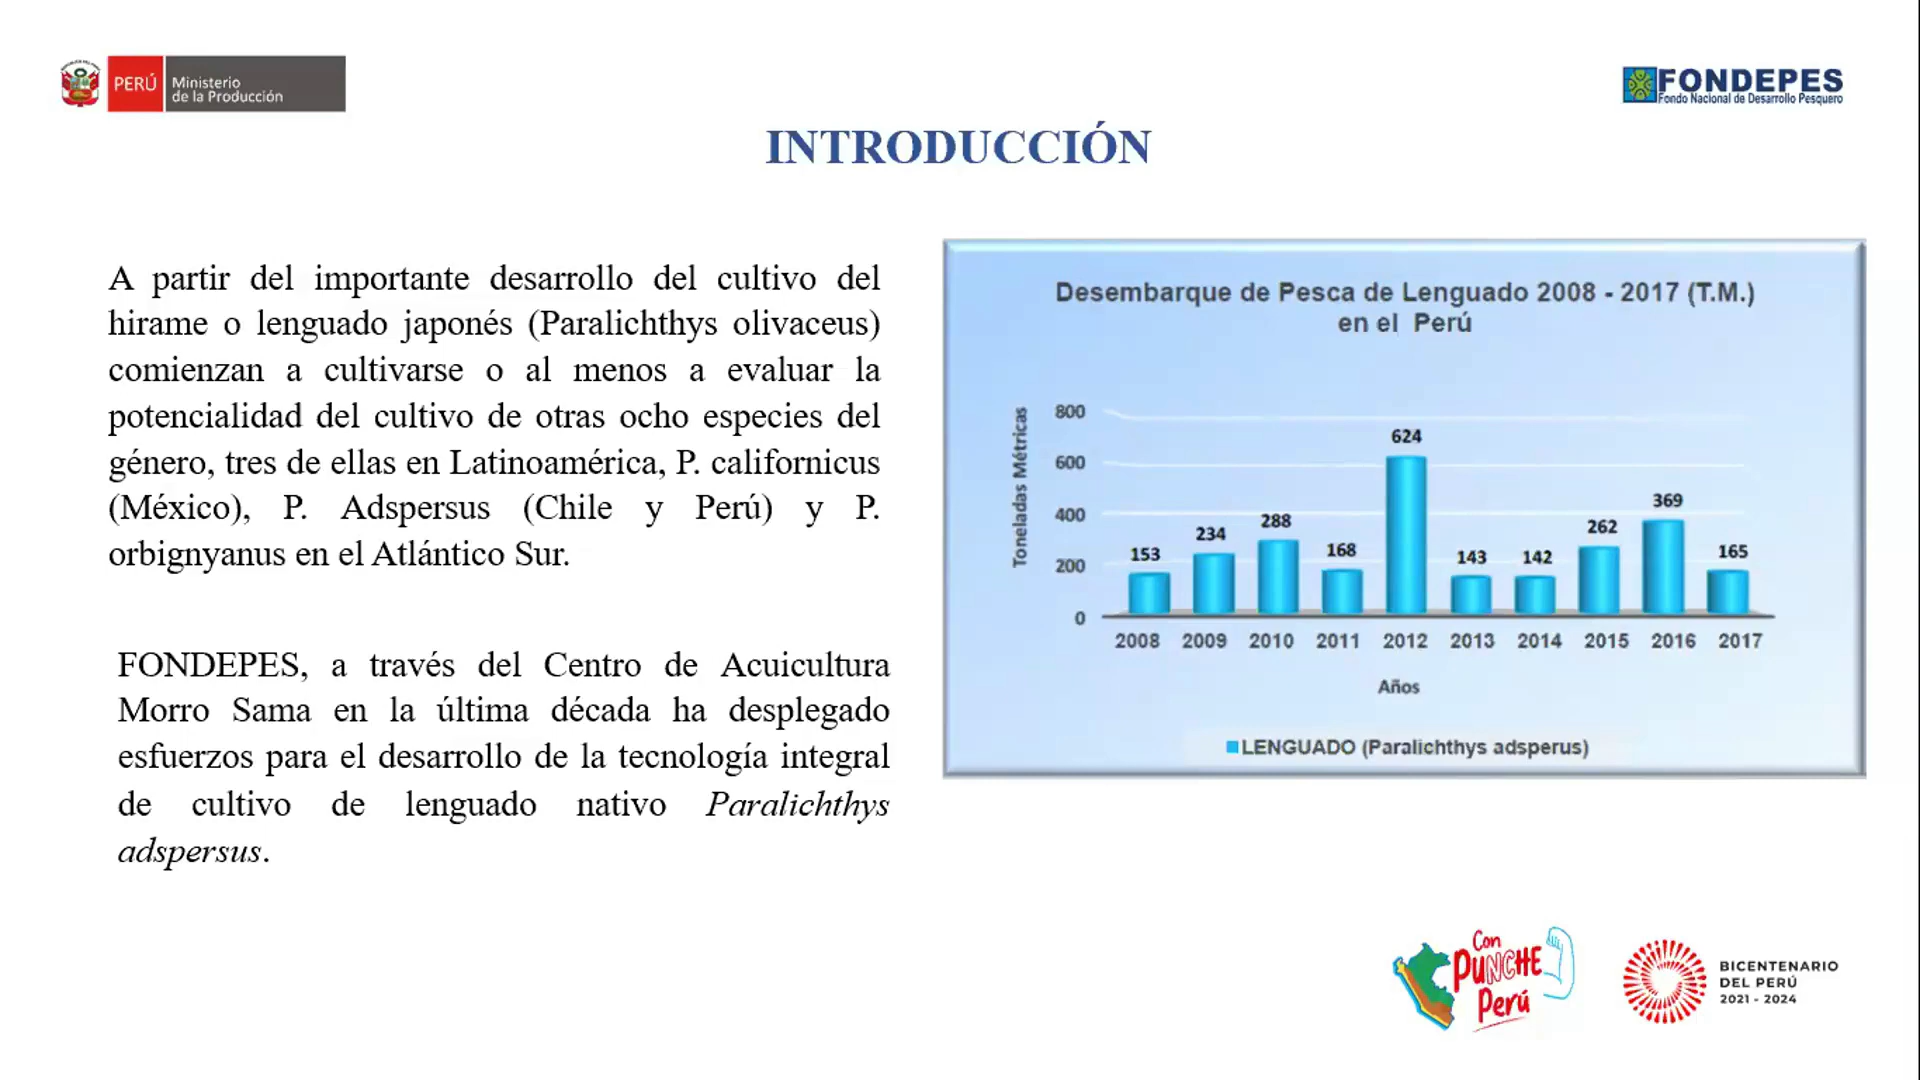 PERÚ
Ministerio
de la Producción
FONDEPES
Fondo Nacional de Desarrollo Pesquero
INTRODUCCIÓN
A partir del importante desarrollo del cultivo del
hirame o lenguado japonés (Paralichthys olivaceus)
comienzan a cultivarse o al menos a evaluar la
potencialidad del cultivo de otras ocho especies del
género, tres de ellas en Latinoamérica, P. californicus
(México), P. Adspersus (Chile y Perú) y P.
orbignyanus en el Atlántico Sur.
FONDEPES, a través del Centro de Acuicultura
Morro Sama en la última década ha desplegado
esfuerzos para el desarrollo de la tecnología integral
de cultivo de lenguado nativo Paralichthys
adspersus.
Desembarque de Pesca de Lenguado 2008 - 2017 (T.M.)
en el Perú
Toneladas Métricas
800
600
400
200
0
153
234
288
168
624
143
142
262
369
165
2008 2009 2010 2011 2012 2013 2014 2015 2016 2017
Años
LENGUADO (Paralichthys adsperus)
Con
PUNCHE
Perú
BICENTENARIO
DEL PERÚ
2021 - 2024